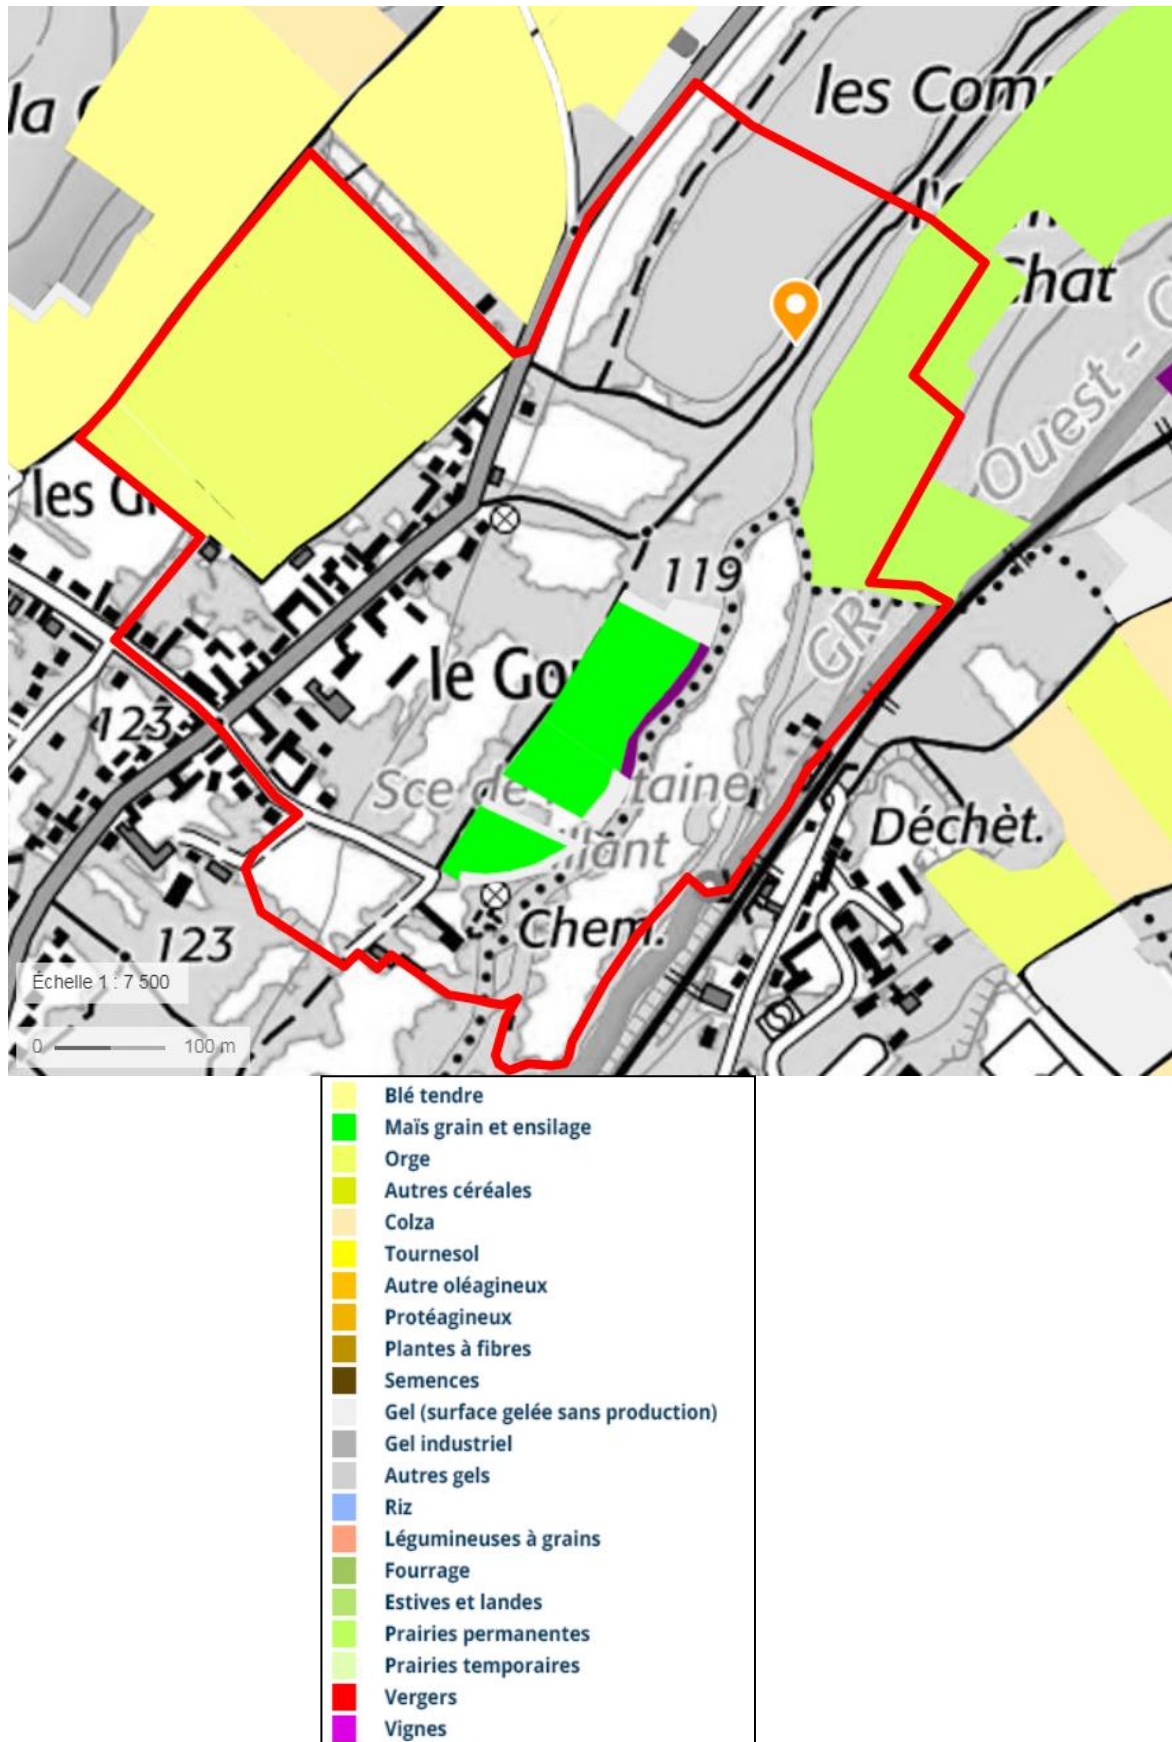 la
les Com
l'
Chat
Ouest -
les Gr
119
GR
le Go
123
Sce de taine
illant
Déchèt.
Chem.
123
Échelle 1 : 7 500
0 100 m
Blé tendre
Maïs grain et ensilage
Orge
Autres céréales
Colza
Tournesol
Autre oléagineux
Protéagineux
Plantes à fibres
Semences
Gel (surface gelée sans production)
Gel industriel
Autres gels
Riz
Légumineuses à grains
Fourrage
Estives et landes
Prairies permanentes
Prairies temporaires
Vergers
Vignes